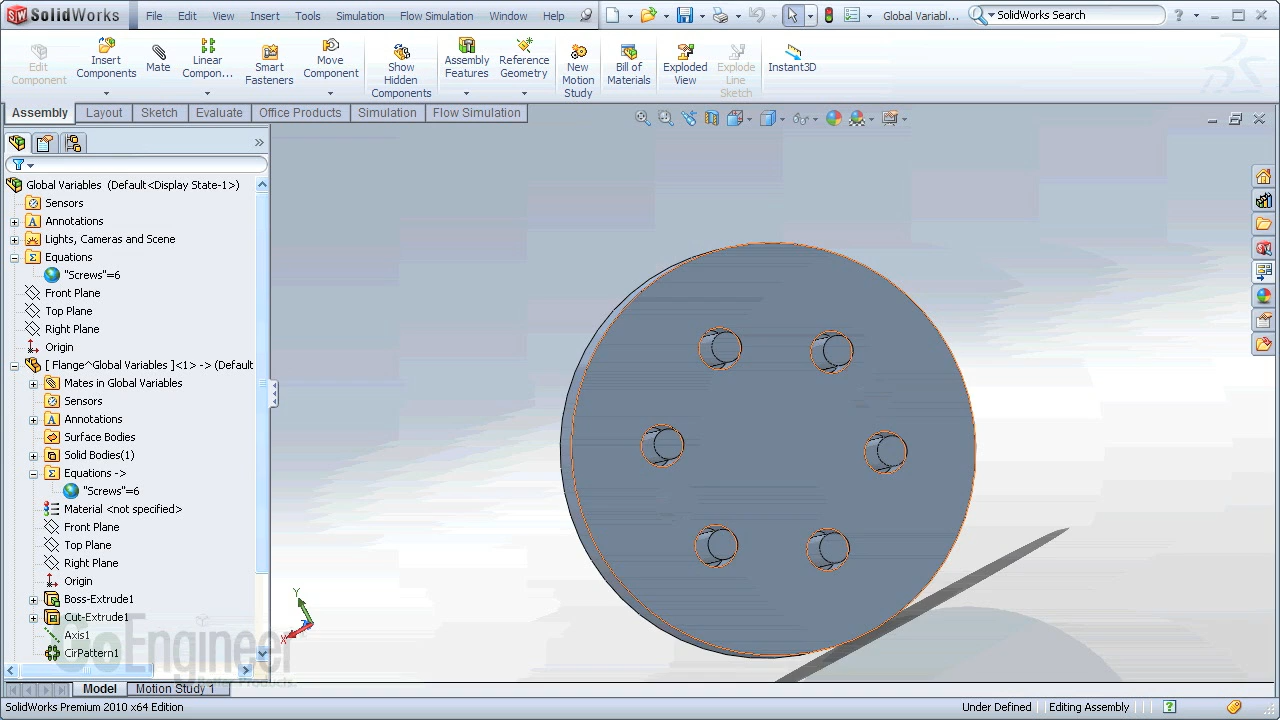 SolidWorks File Edit View Insert Tools Simulation Flow Simulation Window Help Global Variabl... SolidWorks Search
Edit Component
Insert Components
Mate
Linear Compon...
Smart Fasteners
Move Component
Show Hidden Components
Assembly Features
Reference Geometry
New Motion Study
Bill of Materials
Exploded View
Explode Line Sketch
Instant3D
Assembly Layout Sketch Evaluate Office Products Simulation Flow Simulation
Global Variables (Default<Display State-1>)
Sensors
Annotations
Lights, Cameras and Scene
Equations
"Screws"=6
Front Plane
Top Plane
Right Plane
Origin
[ Flange^Global Variables ]<1> -> (Default
Mates in Global Variables
Sensors
Annotations
Surface Bodies
Solid Bodies(1)
Equations ->
"Screws"=6
Material <not specified>
Front Plane
Top Plane
Right Plane
Origin
Boss-Extrude1
Cut-Extrude1
Axis1
CirPattern1
Y
X
Model Motion Study 1
SolidWorks Premium 2010 x64 Edition Under Defined Editing Assembly